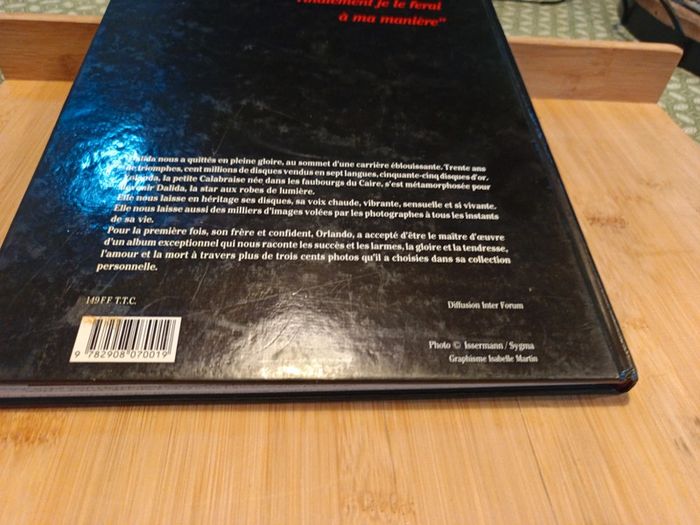 finalement je le ferai
à ma manière"
Dalida nous a quittés en pleine gloire, au sommet d'une carrière éblouissante. Trente ans
de triomphes, cent millions de disques vendus en sept langues, cinquante-cinq disques d'or.
Yolanda, la petite Calabraise née dans les faubourgs du Caire, s'est métamorphosée pour
devenir Dalida, la star aux robes de lumière.
Elle nous laisse en héritage ses disques, sa voix chaude, vibrante, sensuelle et si vivante.
Elle nous laisse aussi des milliers d'images volées par les photographes à tous les instants
de sa vie.
Pour la première fois, son frère et confident, Orlando, a accepté d'être le maître d'œuvre
d'un album exceptionnel qui nous raconte les succès et les larmes, la gloire et la tendresse,
l'amour et la mort à travers plus de trois cents photos qu'il a choisies dans sa collection
personnelle.
149 F.F. T.T.C.
Diffusion Inter Forum
9 782908 070019
Photo © Issermann / Sygma
Graphisme Isabelle Martin